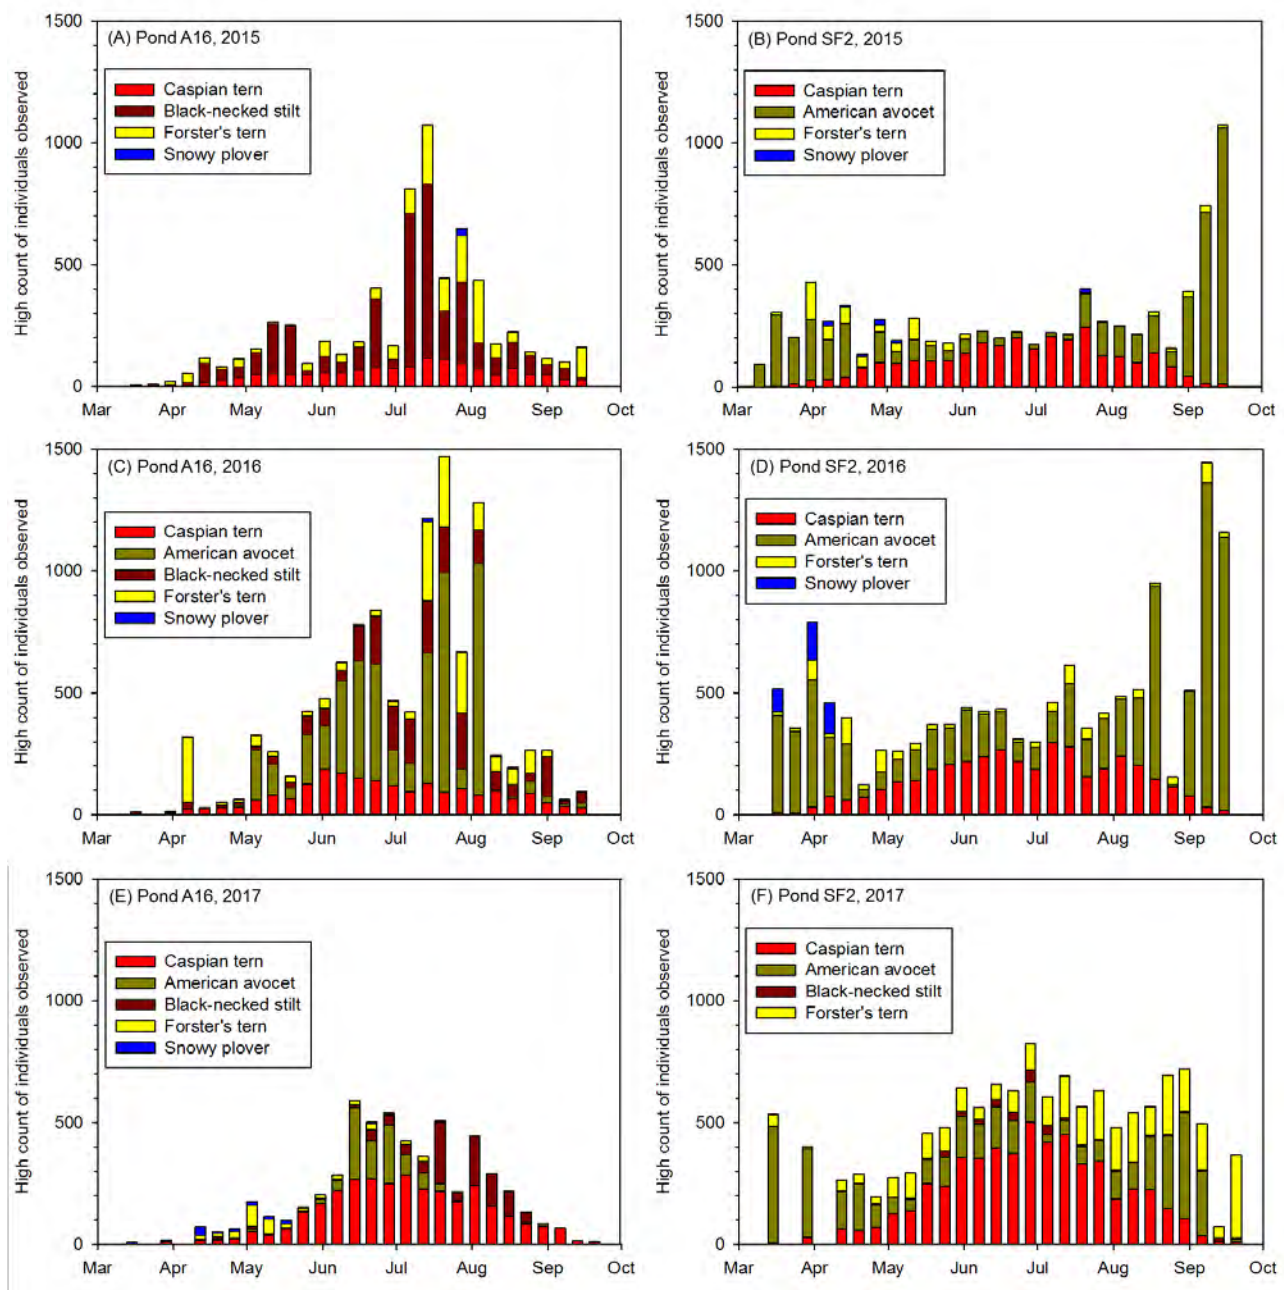 (A) Pond A16, 2015
High count of individuals observed
1500
1000
500
0
Caspian tern
Black-necked stilt
Forster's tern
Snowy plover
Mar Apr May Jun Jul Aug Sep Oct
(B) Pond SF2, 2015
High count of individuals observed
1500
1000
500
0
Caspian tern
American avocet
Forster's tern
Snowy plover
Mar Apr May Jun Jul Aug Sep Oct
(C) Pond A16, 2016
High count of individuals observed
1500
1000
500
0
Caspian tern
American avocet
Black-necked stilt
Forster's tern
Snowy plover
Mar Apr May Jun Jul Aug Sep Oct
(D) Pond SF2, 2016
High count of individuals observed
1500
1000
500
0
Caspian tern
American avocet
Forster's tern
Snowy plover
Mar Apr May Jun Jul Aug Sep Oct
(E) Pond A16, 2017
High count of individuals observed
1500
1000
500
0
Caspian tern
American avocet
Black-necked stilt
Forster's tern
Snowy plover
Mar Apr May Jun Jul Aug Sep Oct
(F) Pond SF2, 2017
High count of individuals observed
1500
1000
500
0
Caspian tern
American avocet
Black-necked stilt
Forster's tern
Mar Apr May Jun Jul Aug Sep Oct